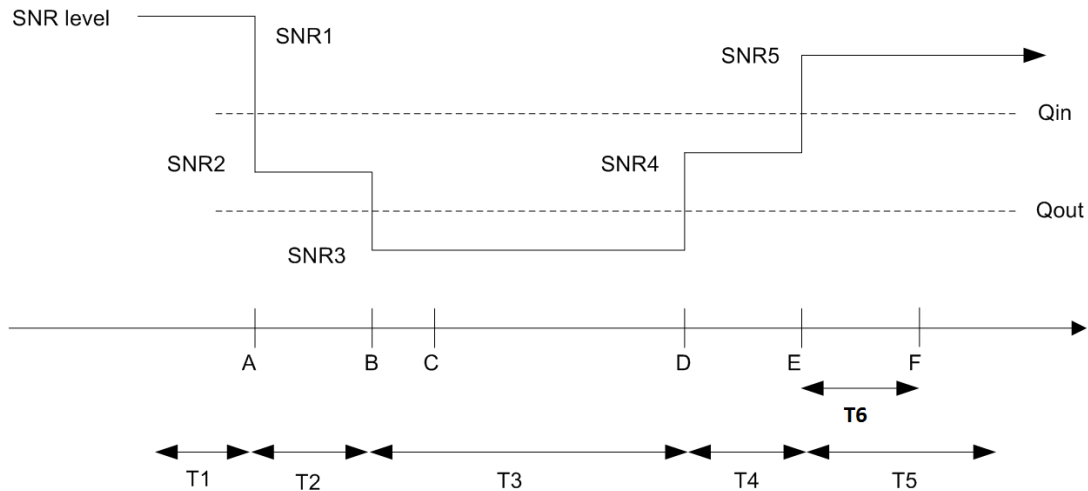 SNR level
SNR1
SNR5
Qin
SNR2
SNR4
Qout
SNR3
A
B
C
D
E
F
T6
T1
T2
T3
T4
T5